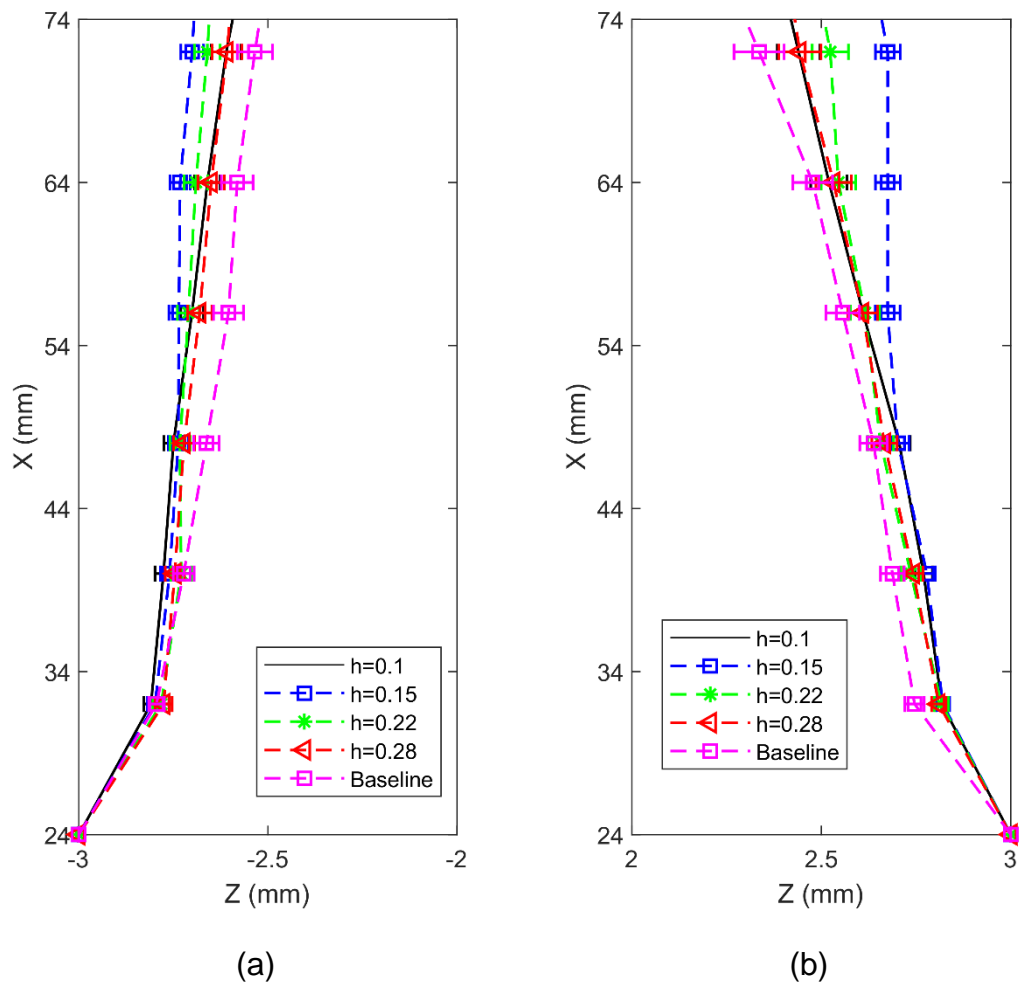 74
64
54
44
34
24
X (mm)
-3
-2.5
-2
Z (mm)
h=0.1
h=0.15
h=0.22
h=0.28
Baseline
(a)
74
64
54
44
34
24
X (mm)
2
2.5
3
Z (mm)
h=0.1
h=0.15
h=0.22
h=0.28
Baseline
(b)